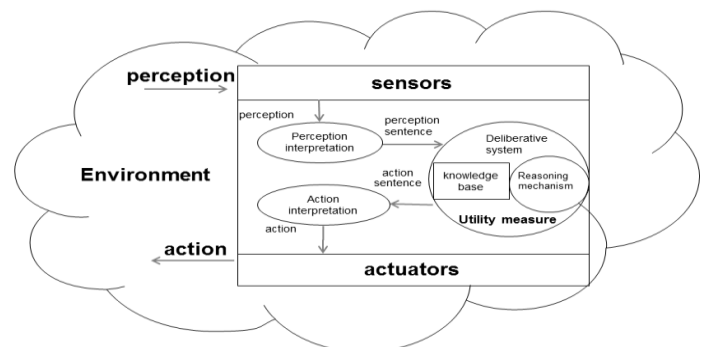 perception
sensors
perception
perception
sentence
Perception
interpretation
Deliberative
system
Environment
action
sentence
knowledge
base
Reasoning
mechanism
Action
interpretation
Utility measure
action
action
actuators